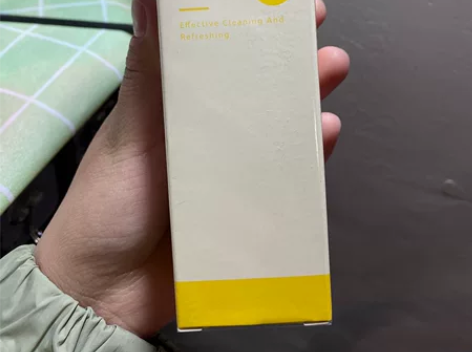 Effective Cleaning And
Refreshing